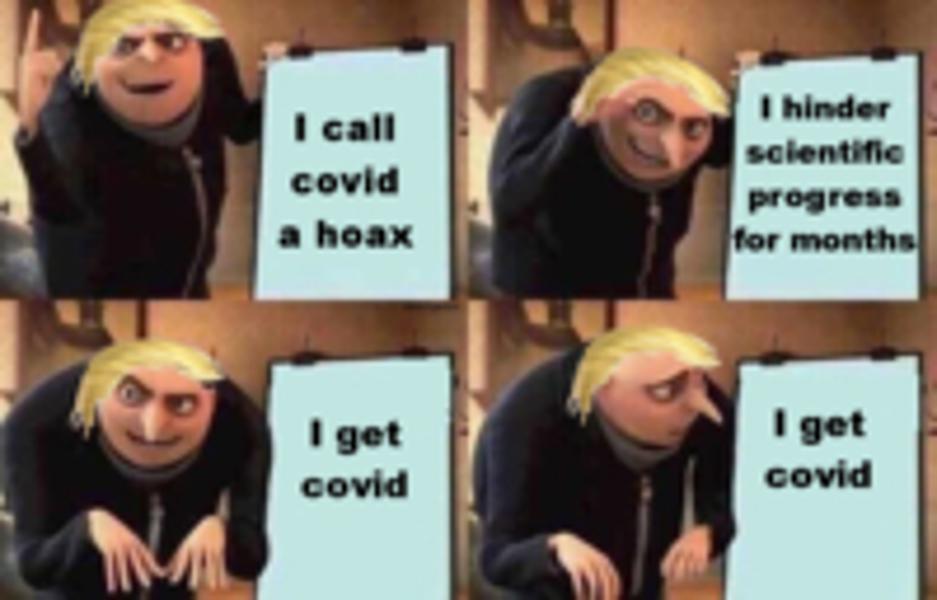 I call
covid
a hoax
I hinder
scientific
progress
for months
I get
covid
I get
covid